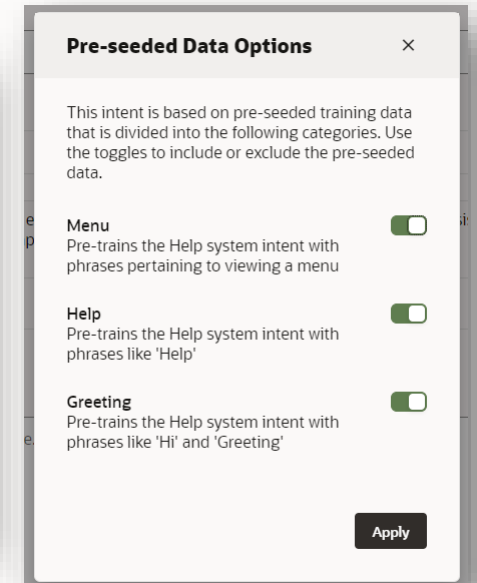 Pre-seeded Data Options
This intent is based on pre-seeded training data
that is divided into the following categories. Use
the toggles to include or exclude the pre-seeded
data.
Menu
Pre-trains the Help system intent with
phrases pertaining to viewing a menu
Help
Pre-trains the Help system intent with
phrases like 'Help'
Greeting
Pre-trains the Help system intent with
phrases like 'Hi' and 'Greeting'
Apply